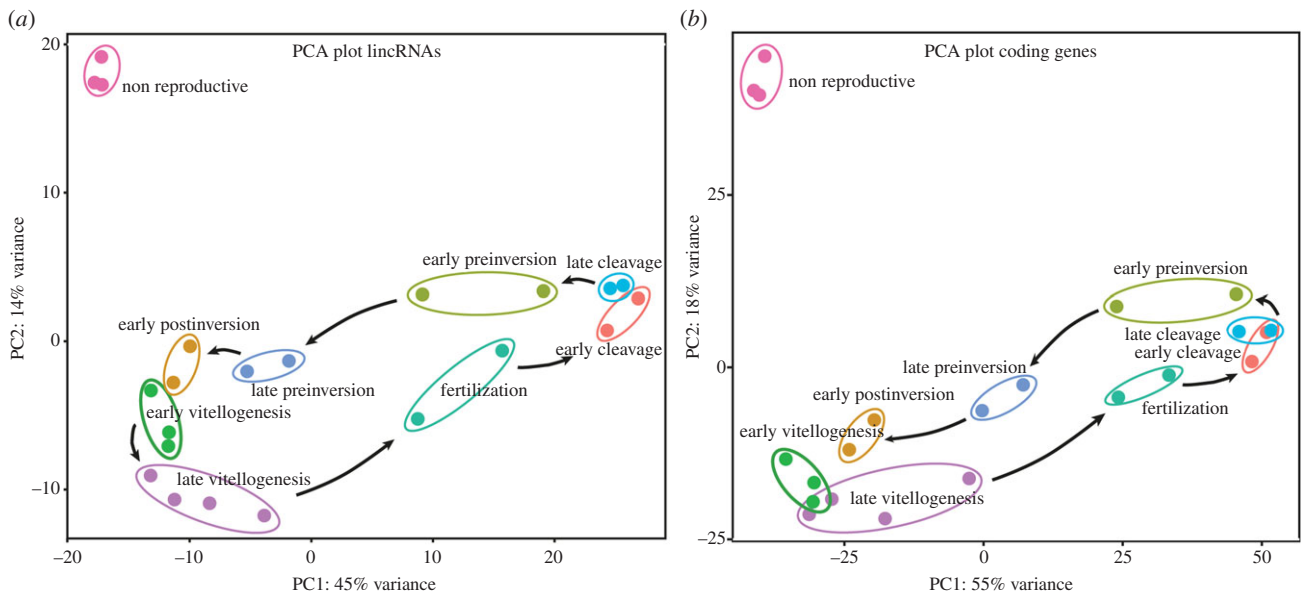 (a)
PCA plot lincRNAs
20
10
0
–10
–20
–10
0
10
20
PC2: 14% variance
PC1: 45% variance
non reproductive
early preinversion
late cleavage
early cleavage
early postinversion
late preinversion
fertilization
early vitellogenesis
late vitellogenesis
(b)
PCA plot coding genes
25
0
–25
–25
0
25
50
PC2: 18% variance
PC1: 55% variance
non reproductive
early preinversion
late cleavage
early cleavage
late preinversion
early postinversion
fertilization
early vitellogenesis
late vitellogenesis